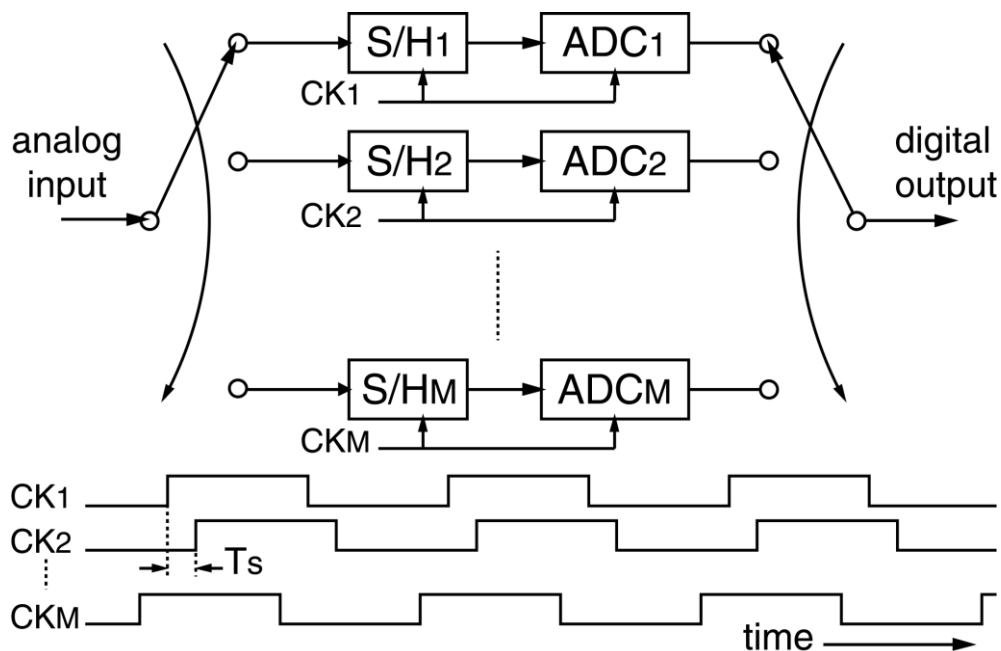 S/H1 ADC1
CK1
analog input
S/H2 ADC2
CK2
digital output
S/HM ADCM
CKM
CK1
CK2
Ts
CKM
time